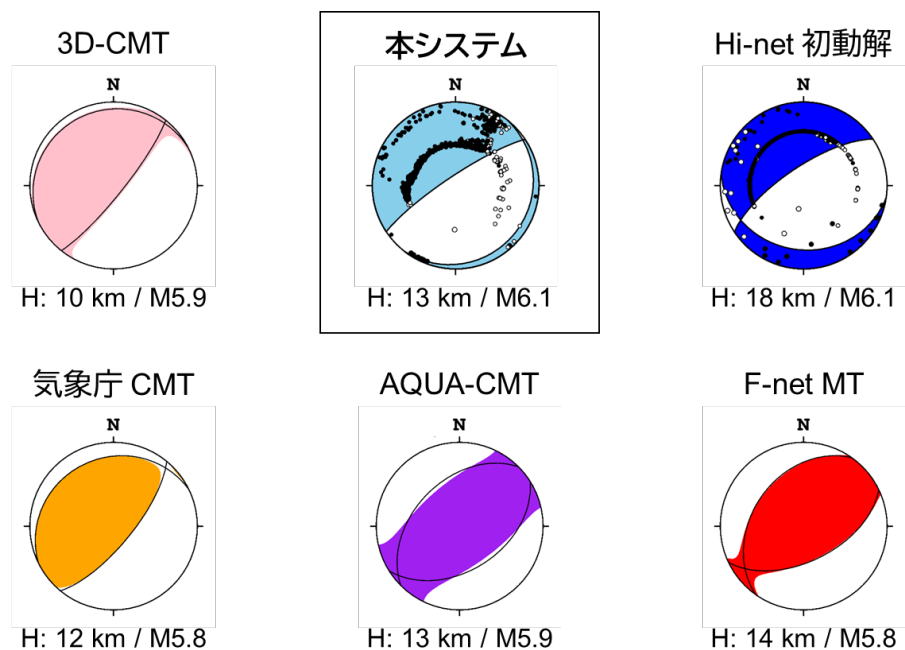 3D-CMT
N
H: 10 km / M5.9
本システム
N
H: 13 km / M6.1
Hi-net 初動解
N
H: 18 km / M6.1
気象庁 CMT
N
H: 12 km / M5.8
AQUA-CMT
N
H: 13 km / M5.9
F-net MT
N
H: 14 km / M5.8